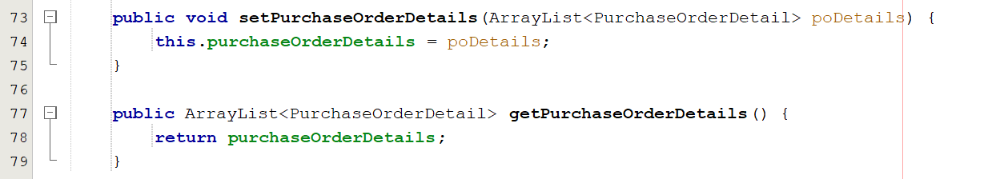 73 public void setPurchaseOrderDetails(ArrayList<PurchaseOrderDetail> poDetails) {
74 this.purchaseOrderDetails = poDetails;
75 }
76
77 public ArrayList<PurchaseOrderDetail> getPurchaseOrderDetails() {
78 return purchaseOrderDetails;
79 }